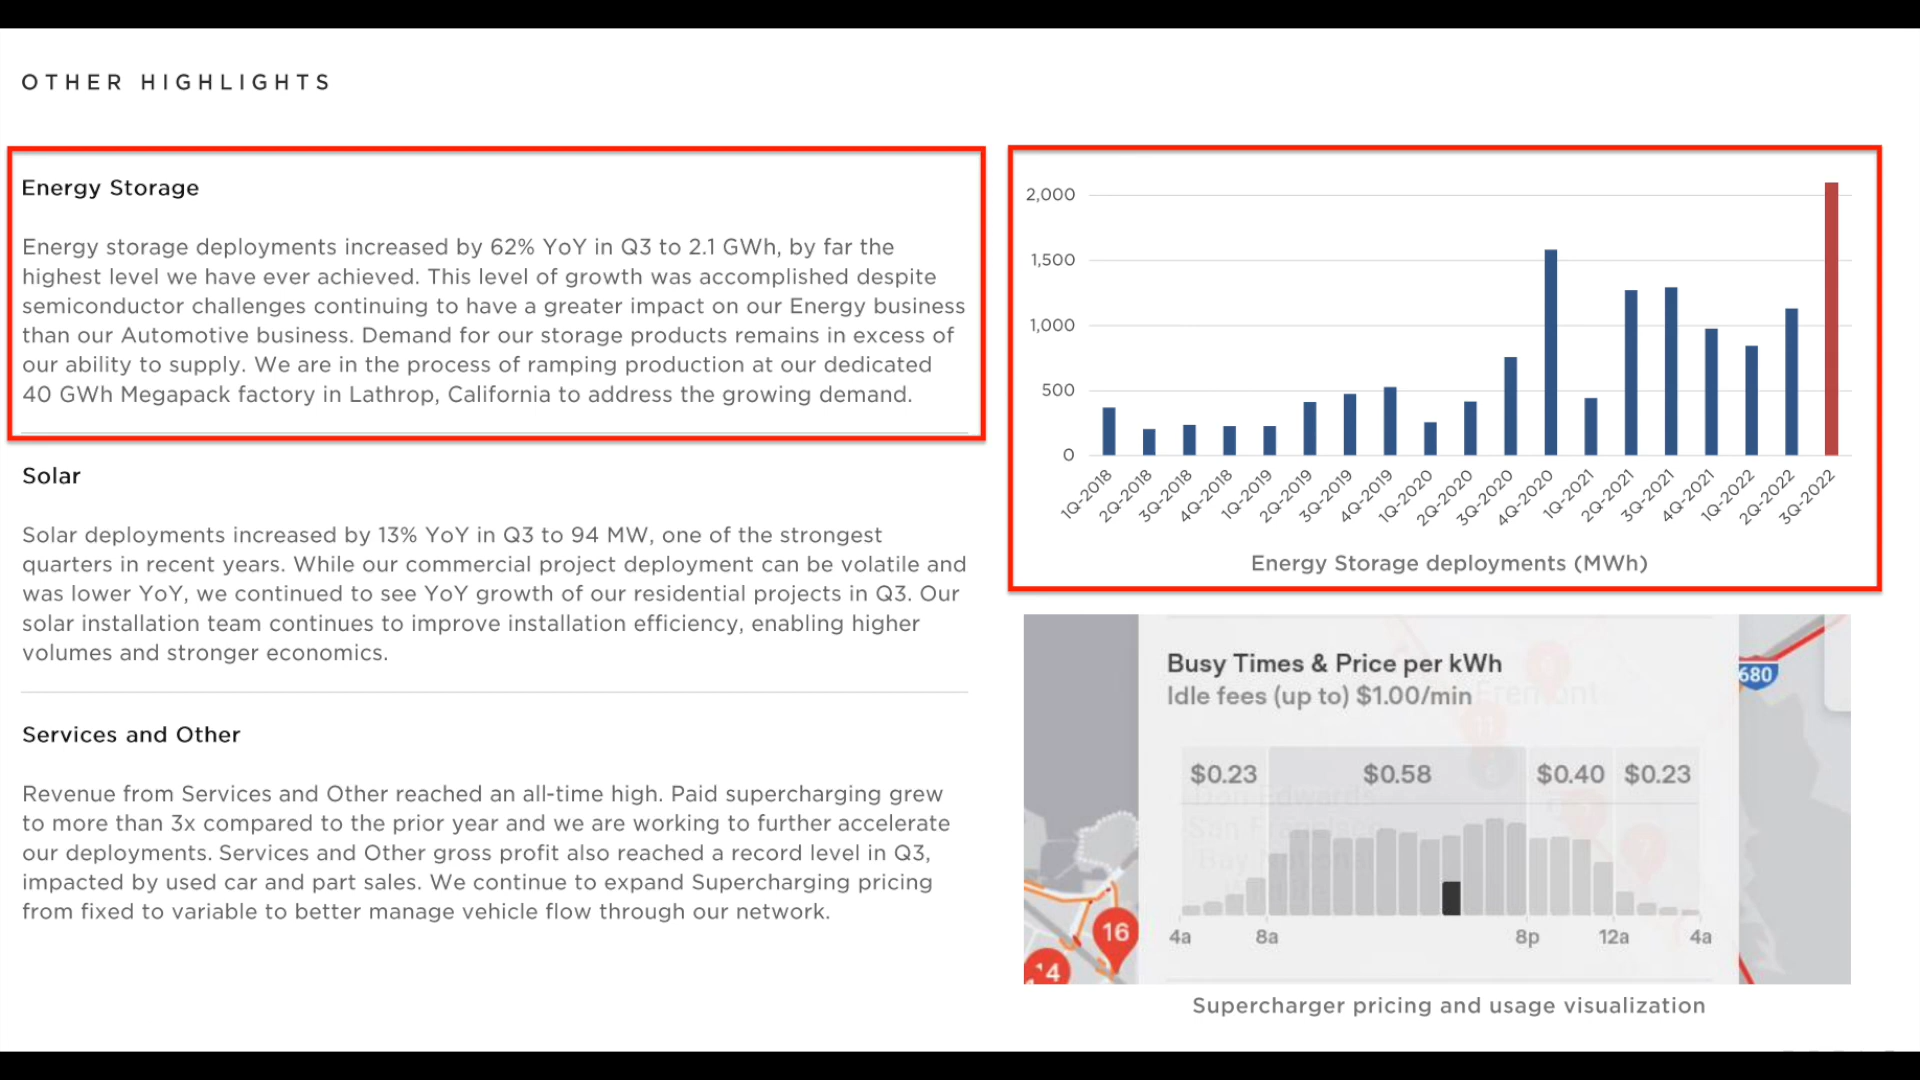 OTHER HIGHLIGHTS
Energy Storage
Energy storage deployments increased by 62% YoY in Q3 to 2.1 GWh, by far the
highest level we have ever achieved. This level of growth was accomplished despite
semiconductor challenges continuing to have a greater impact on our Energy business
than our Automotive business. Demand for our storage products remains in excess of
our ability to supply. We are in the process of ramping production at our dedicated
40 GWh Megapack factory in Lathrop, California to address the growing demand.
Solar
Solar deployments increased by 13% YoY in Q3 to 94 MW, one of the strongest
quarters in recent years. While our commercial project deployment can be volatile and
was lower YoY, we continued to see YoY growth of our residential projects in Q3. Our
solar installation team continues to improve installation efficiency, enabling higher
volumes and stronger economics.
Services and Other
Revenue from Services and Other reached an all-time high. Paid supercharging grew
to more than 3x compared to the prior year and we are working to further accelerate
our deployments. Services and Other gross profit also reached a record level in Q3,
impacted by used car and part sales. We continue to expand Supercharging pricing
from fixed to variable to better manage vehicle flow through our network.
2,000
1,500
1,000
500
0
1Q-2018 2Q-2018 3Q-2018 4Q-2018 1Q-2019 2Q-2019 3Q-2019 4Q-2019 1Q-2020 2Q-2020 3Q-2020 4Q-2020 1Q-2021 2Q-2021 3Q-2021 4Q-2021 1Q-2022 2Q-2022 3Q-2022
Energy Storage deployments (MWh)
Busy Times & Price per kWh
Idle fees (up to) $1.00/min
Fremont
680
11
$0.23 $0.58 $0.40 $0.23
Don Edwards
San Francisco
Bay
16
14
4a 8a 8p 12a 4a
Supercharger pricing and usage visualization